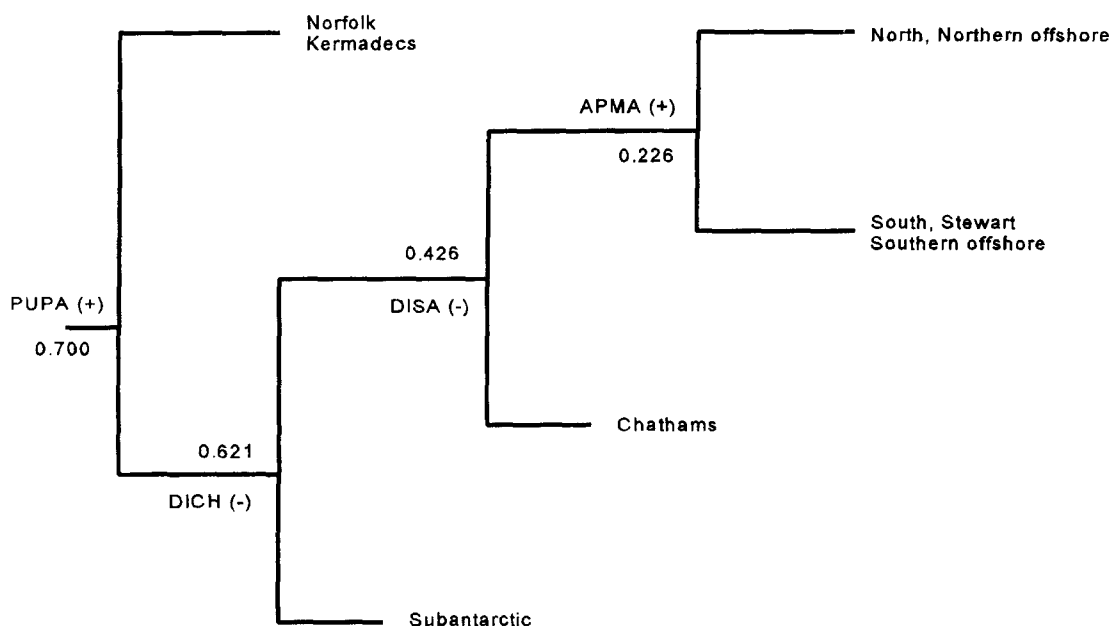 Norfolk
Kermadecs
North, Northern offshore
APMA (+)
0.226
South, Stewart
Southern offshore
0.426
DISA (-)
PUPA (+)
0.700
Chathams
0.621
DICH (-)
Subantarctic